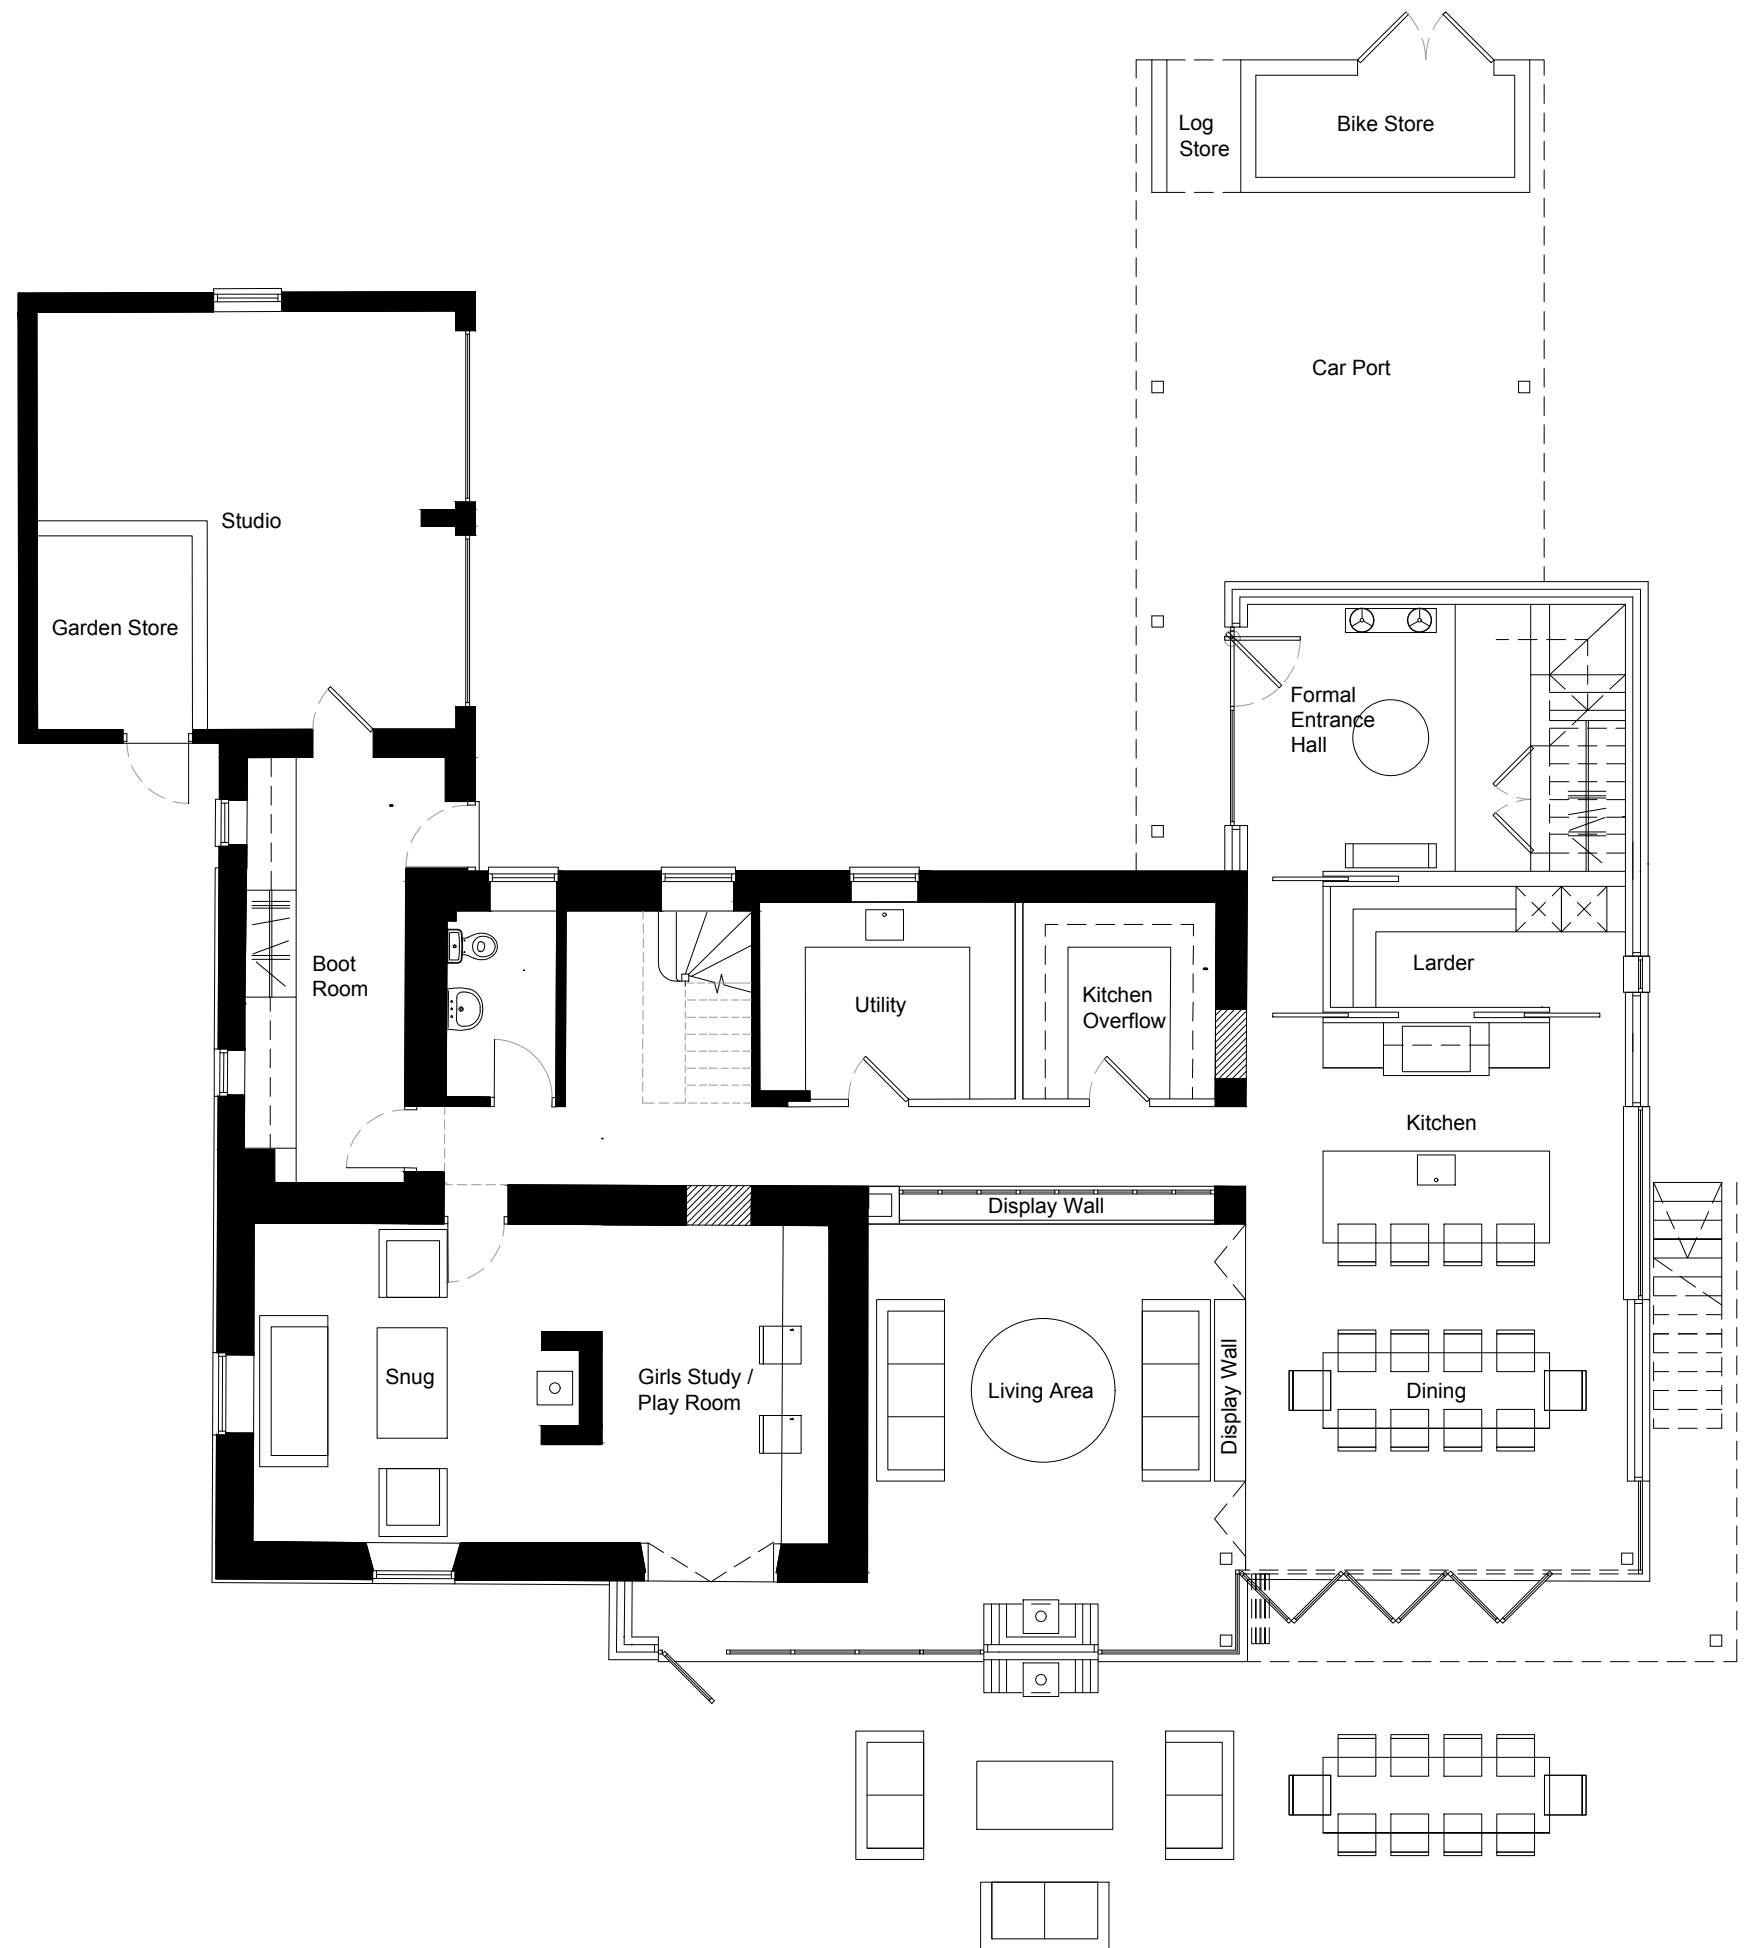 Log
Store
Bike Store
Car Port
Studio
Garden Store
Formal
Entrance
Hall
Boot
Room
Utility
Kitchen
Overflow
Larder
Kitchen
Display Wall
Snug
Girls Study /
Play Room
Living Area
Display Wall
Dining